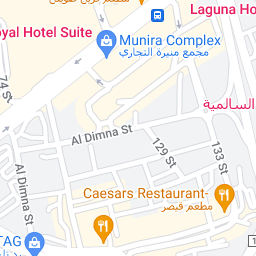 Laguna Ho
oyal Hotel Suite
Munira Complex
مجمع منيرة التجاري
74 St
السالمية
Al Dimna St
129 St
133 St
Al Dimna St
Caesars Restaurant-
مطعم قيصر
TAG